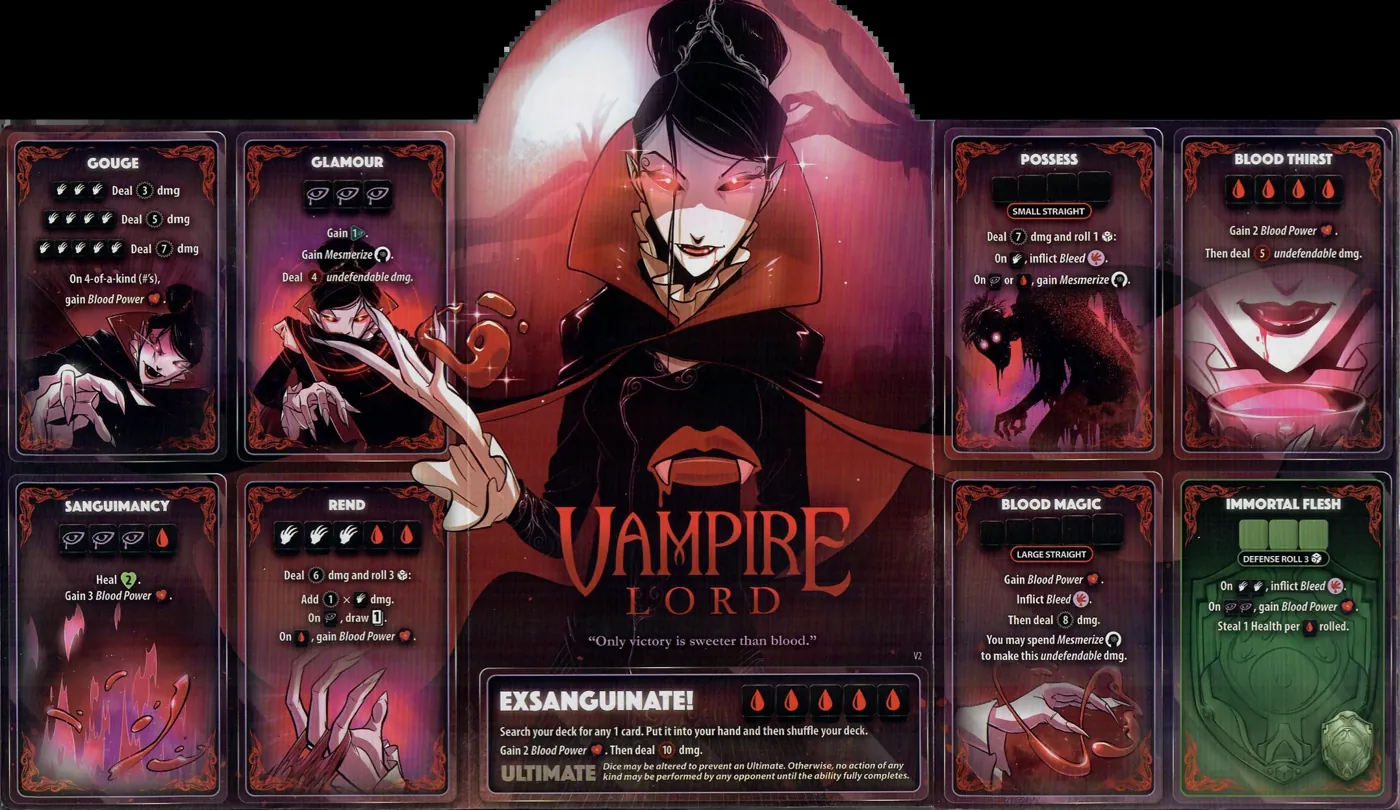 GOUGE
Deal 3 dmg
Deal 5 dmg
Deal 7 dmg
On 4-of-a-kind (#'s),
gain Blood Power .
GLAMOUR
Gain 1 .
Gain Mesmerize .
Deal 4 undefendable dmg.
SANGUIMANCY
Heal 2 .
Gain 3 Blood Power .
REND
Deal 6 dmg and roll 3 :
Add 1 × dmg.
On , draw 1 .
On , gain Blood Power .
VAMPIRE
LORD
“Only victory is sweeter than blood.”
V2
EXSANGUINATE!
Search your deck for any 1 card. Put it into your hand and then shuffle your deck.
Gain 2 Blood Power . Then deal 10 dmg.
ULTIMATE
Dice may be altered to prevent an Ultimate. Otherwise, no action of any
kind may be performed by any opponent until the ability fully completes.
POSSESS
SMALL STRAIGHT
Deal 7 dmg and roll 1 :
On , inflict Bleed .
On or , gain Mesmerize .
BLOOD THIRST
Gain 2 Blood Power .
Then deal 5 undefendable dmg.
BLOOD MAGIC
LARGE STRAIGHT
Gain Blood Power .
Inflict Bleed .
Then deal 8 dmg.
You may spend Mesmerize
to make this undefendable dmg.
IMMORTAL FLESH
DEFENSE ROLL 3
On , inflict Bleed .
On , gain Blood Power .
Steal 1 Health per rolled.